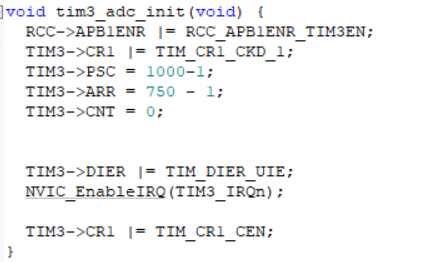 void tim3_adc_init(void) {
RCC->APB1ENR |= RCC_APB1ENR_TIM3EN;
TIM3->CR1 |= TIM_CR1_CKD_1;
TIM3->PSC = 1000-1;
TIM3->ARR = 750 - 1;
TIM3->CNT = 0;
TIM3->DIER |= TIM_DIER_UIE;
NVIC_EnableIRQ(TIM3_IRQn);
TIM3->CR1 |= TIM_CR1_CEN;
}